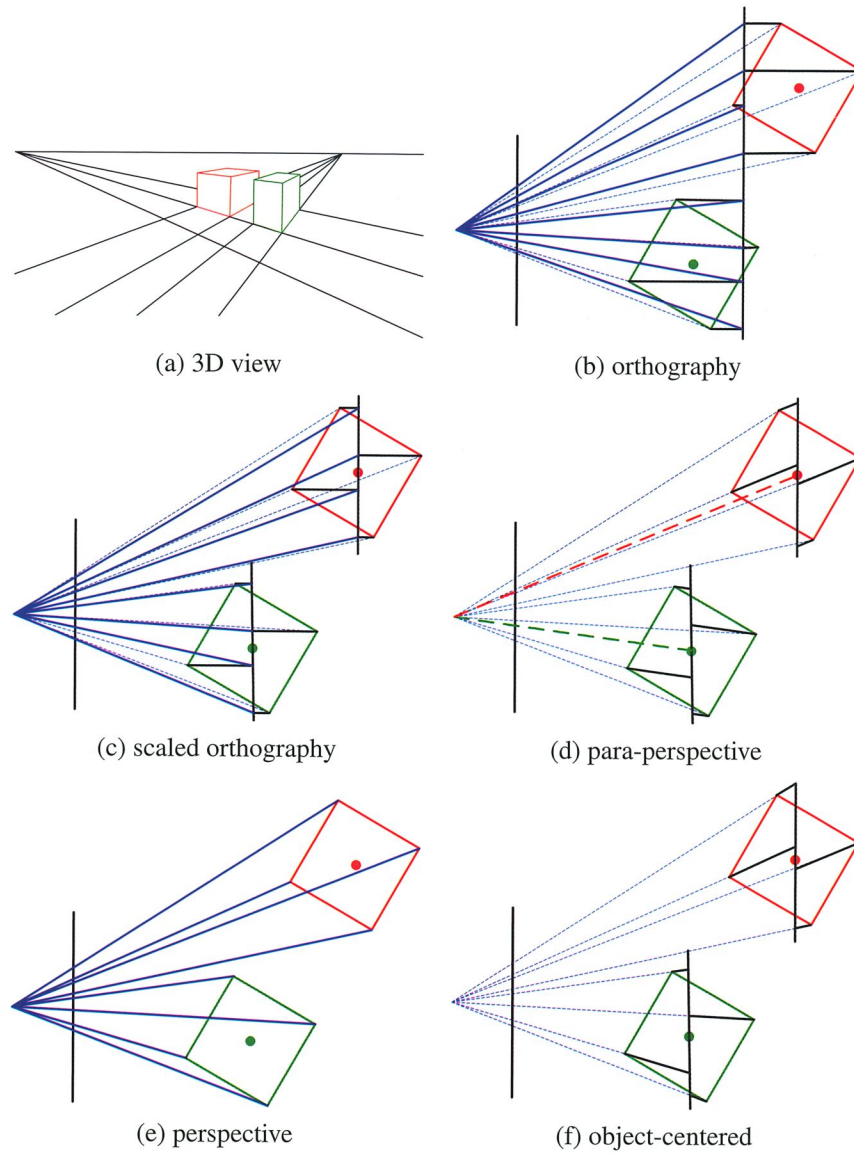 (a) 3D view
(b) orthography
(c) scaled orthography
(d) para-perspective
(e) perspective
(f) object-centered